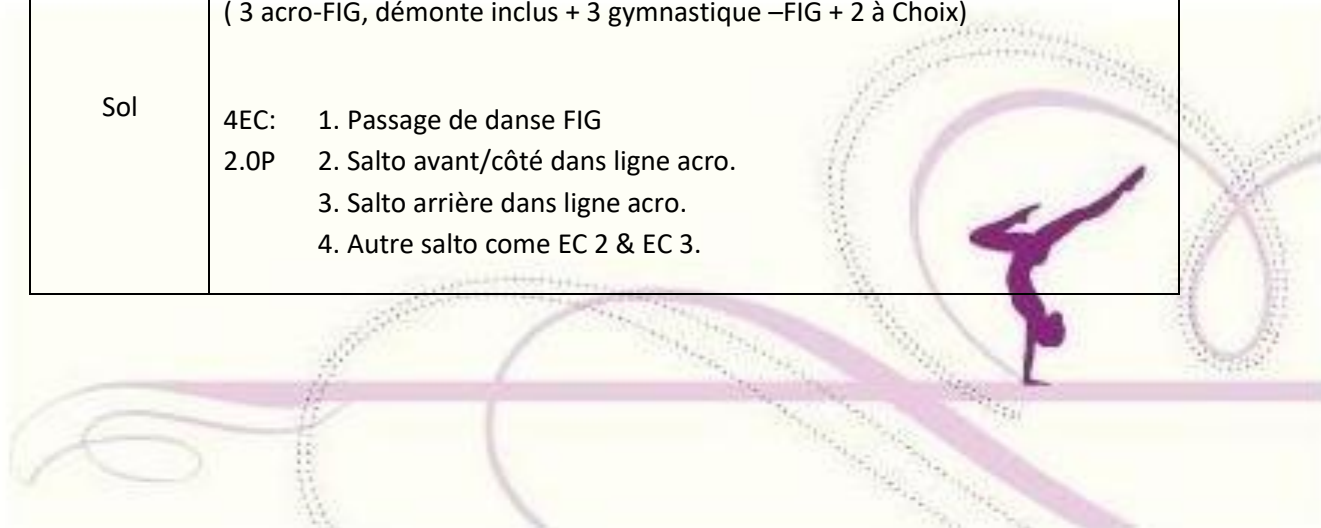 ( 3 acro-FIG, démonte inclus + 3 gymnastique –FIG + 2 à Choix)
Sol
4EC: 1. Passage de danse FIG
2.0P 2. Salto avant/côté dans ligne acro.
3. Salto arrière dans ligne acro.
4. Autre salto come EC 2 & EC 3.